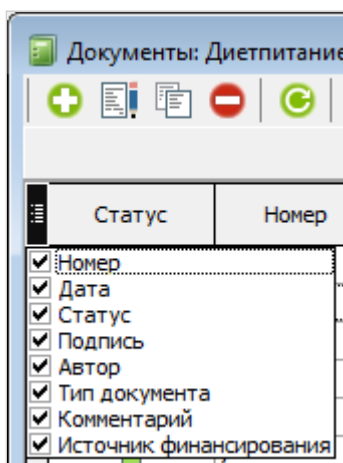 Документы: Диетпитание
Статус Номер
Номер
Дата
Статус
Подпись
Автор
Тип документа
Комментарий
Источник финансирования